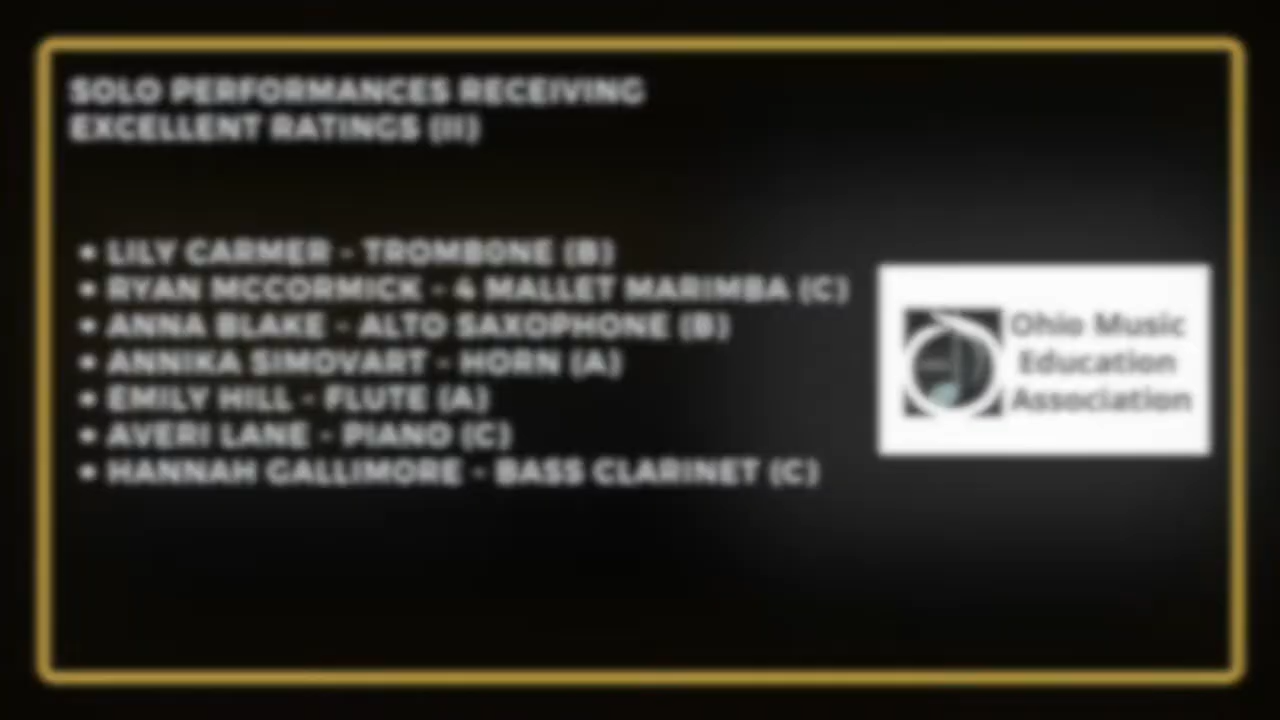 SOLO PERFORMANCES RECEIVING
EXCELLENT RATINGS (II)
• LILY CARMER - TROMBONE (B)
• RYAN MCCORMICK - 4 MALLET MARIMBA (C)
• ANNA BLAKE - ALTO SAXOPHONE (B)
• ANNIKA SIMOVART - HORN (A)
• EMILY HILL - FLUTE (A)
• AVERI LANE - PIANO (C)
• HANNAH GALLIMORE - BASS CLARINET (C)
Ohio Music
Education
Association